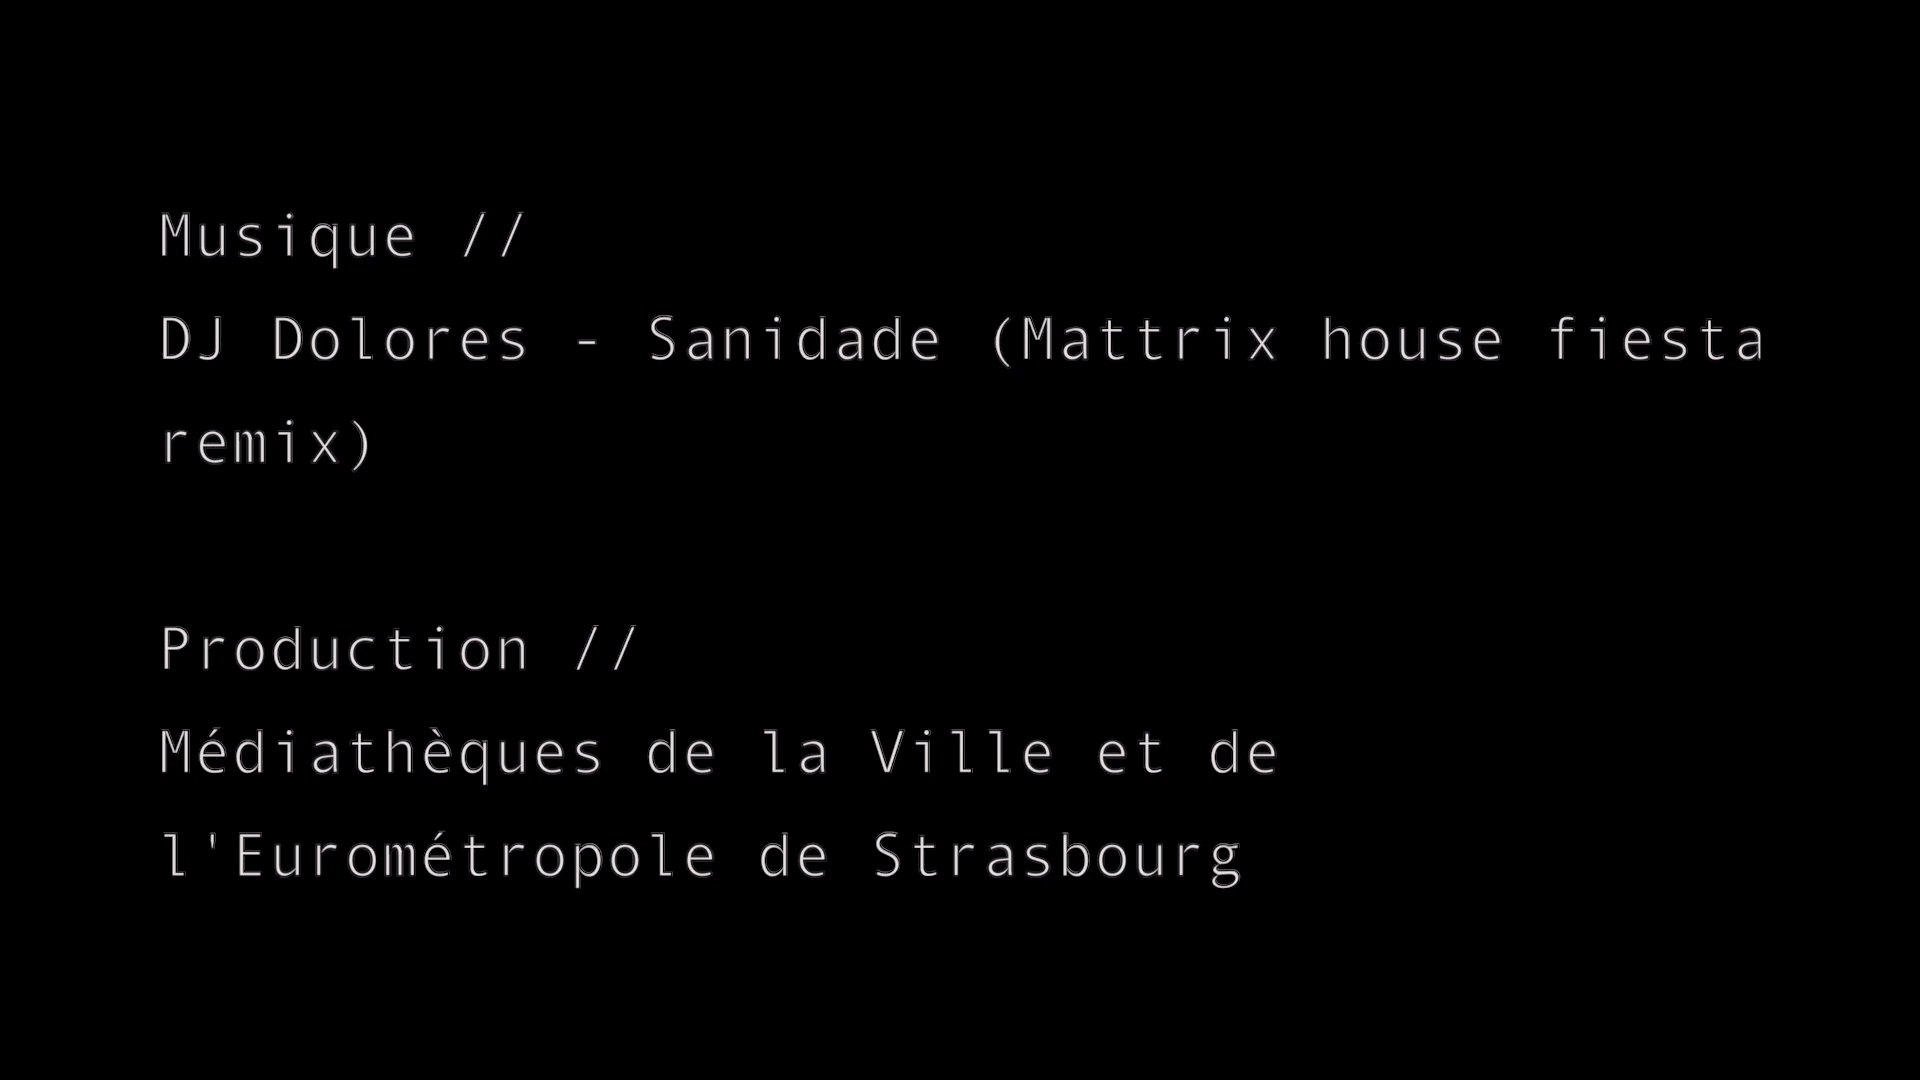 Musique //
DJ Dolores - Sanidade (Mattrix house fiesta
remix)
Production //
Médiathèques de la Ville et de
l'Eurométropole de Strasbourg